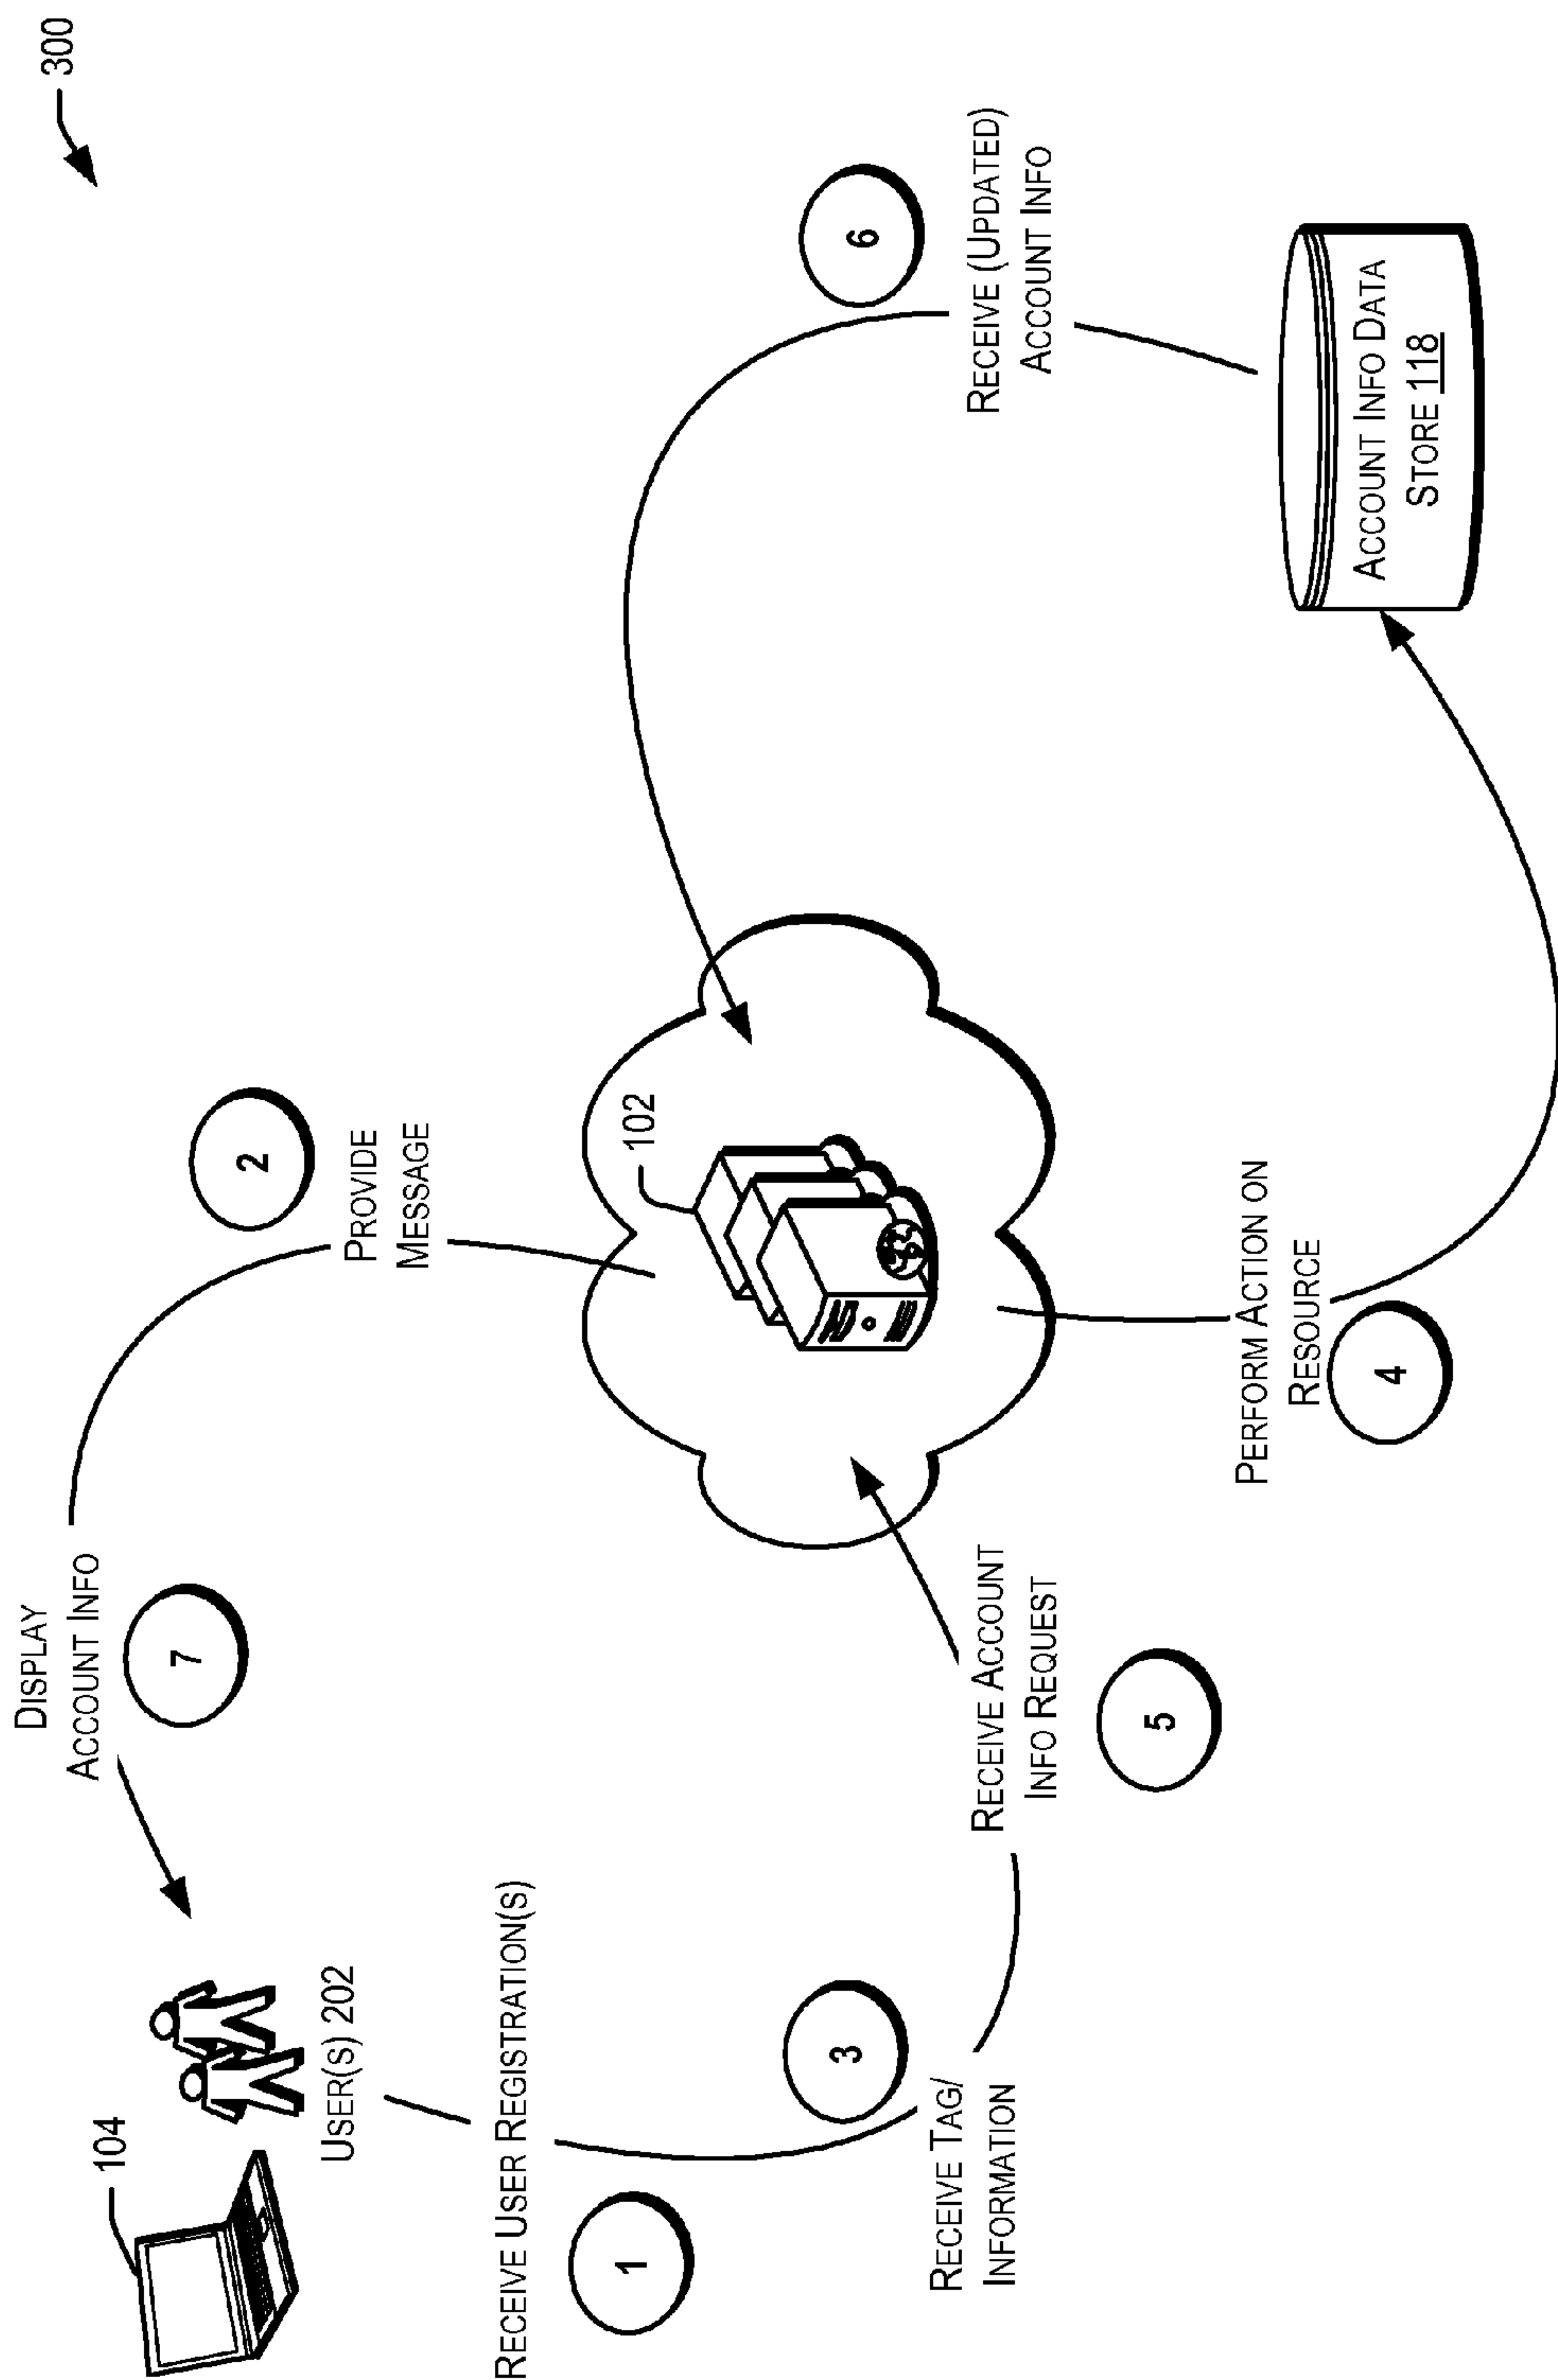 300
104
USER(S) 202
DISPLAY
ACCOUNT INFO
7
2
PROVIDE
MESSAGE
RECEIVE USER REGISTRATION(S)
1
3
RECEIVE TAG/
INFORMATION
RECEIVE ACCOUNT
INFO REQUEST
5
102
PERFORM ACTION ON
RESOURCE
4
6
RECEIVE (UPDATED)
ACCOUNT INFO
ACCOUNT INFO DATA
STORE 118